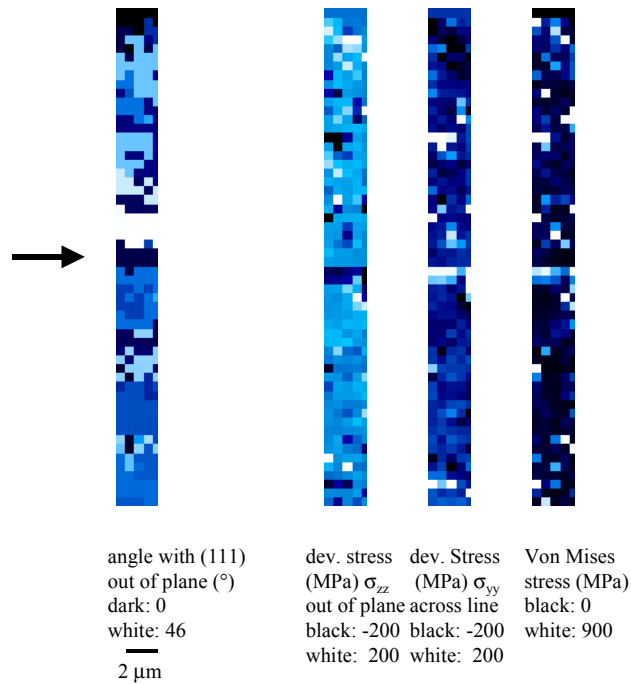 angle with (111)
out of plane (°)
dark: 0
white: 46
2 μm
dev. stress
(MPa) σzz
out of plane
black: -200
white: 200
dev. Stress
(MPa) σyy
across line
black: -200
white: 200
Von Mises
stress (MPa)
black: 0
white: 900